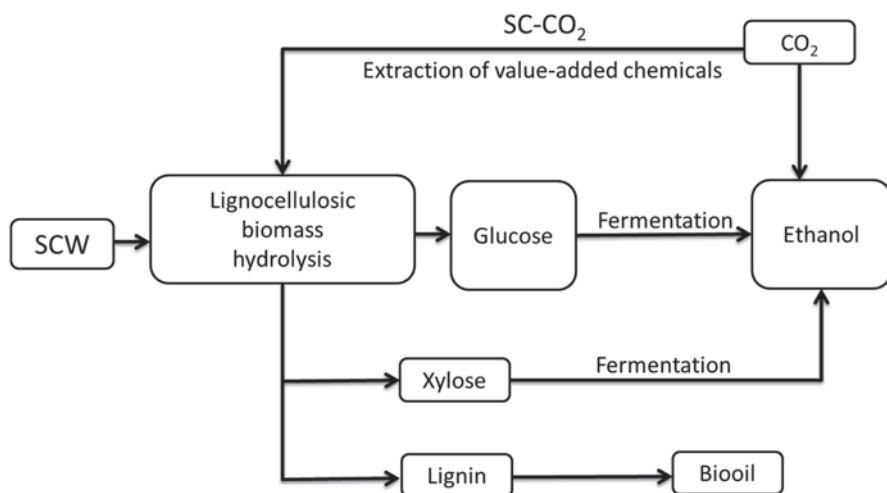 SC-CO₂
CO₂
Extraction of value-added chemicals
Lignocellulosic
biomass
hydrolysis
SCW
Glucose
Fermentation
Ethanol
Xylose
Fermentation
Lignin
Biooil